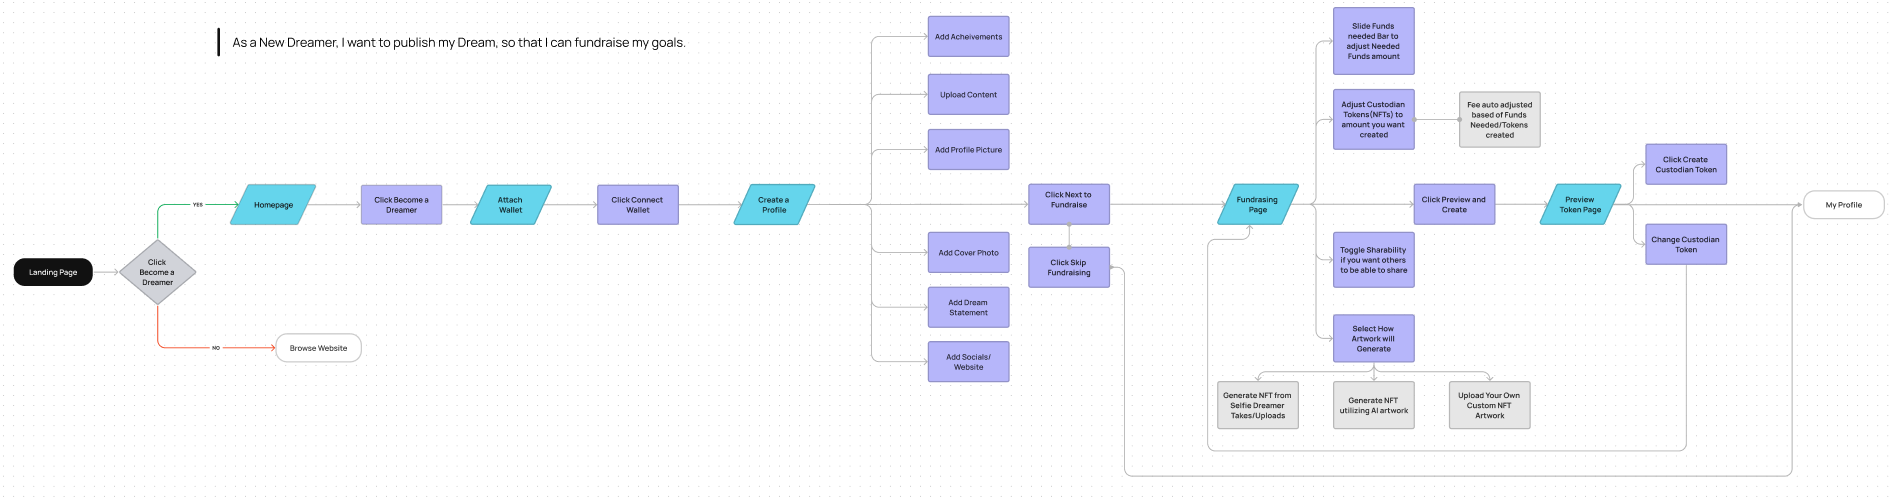 As a New Dreamer, I want to publish my Dream, so that I can fundraise my goals.
Landing Page
Click
Become a
Dreamer
YES
NO
Browse Website
Homepage
Click Become a
Dreamer
Attach
Wallet
Click Connect
Wallet
Create a
Profile
Add Acheivements
Upload Content
Add Profile Picture
Add Cover Photo
Add Dream
Statement
Add Socials/
Website
Click Next to
Fundraise
Click Skip
Fundraising
Fundrasing
Page
Slide Funds
needed Bar to
adjust Needed
Funds amount
Adjust Custodian
Tokens(NFTs) to
amount you want
created
Fee auto adjusted
based of Funds
Needed/Tokens
created
Click Preview and
Create
Toggle Sharability
if you want others
to be able to share
Select How
Artwork will
Generate
Generate NFT from
Selfie Dreamer
Takes/Uploads
Generate NFT
utilizing AI artwork
Upload Your Own
Custom NFT
Artwork
Preview
Token Page
Click Create
Custodian Token
Change Custodian
Token
My Profile